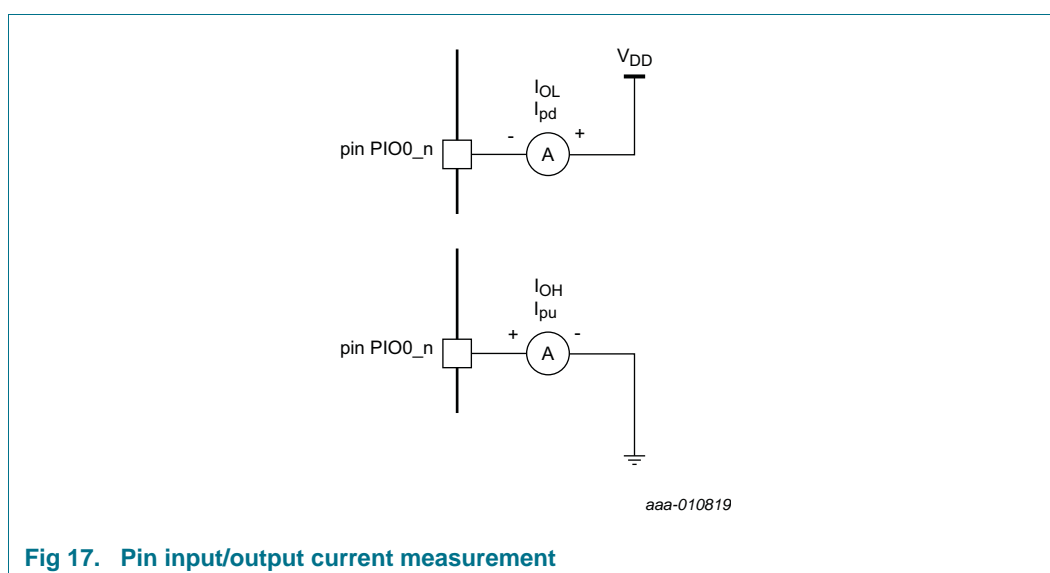 V_DD
I_OL
I_pd
- +
pin PIO0_n
A
I_OH
I_pu
+ -
pin PIO0_n
A
aaa-010819
Fig 17. Pin input/output current measurement